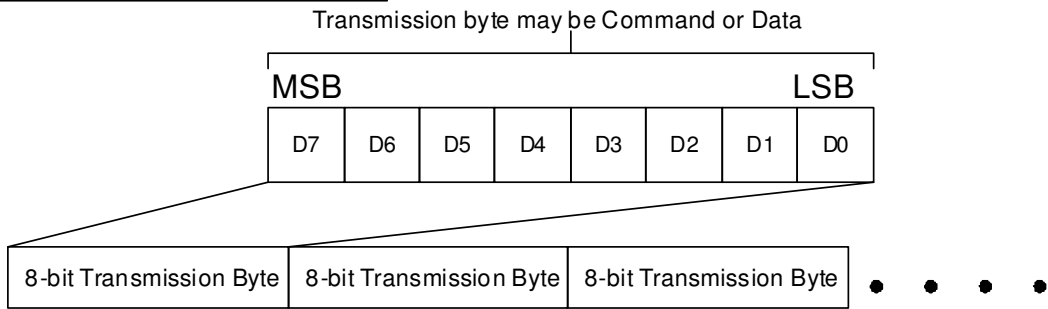 Transmission byte may be Command or Data
MSB LSB
D7 D6 D5 D4 D3 D2 D1 D0
8-bit Transmission Byte 8-bit Transmission Byte 8-bit Transmission Byte